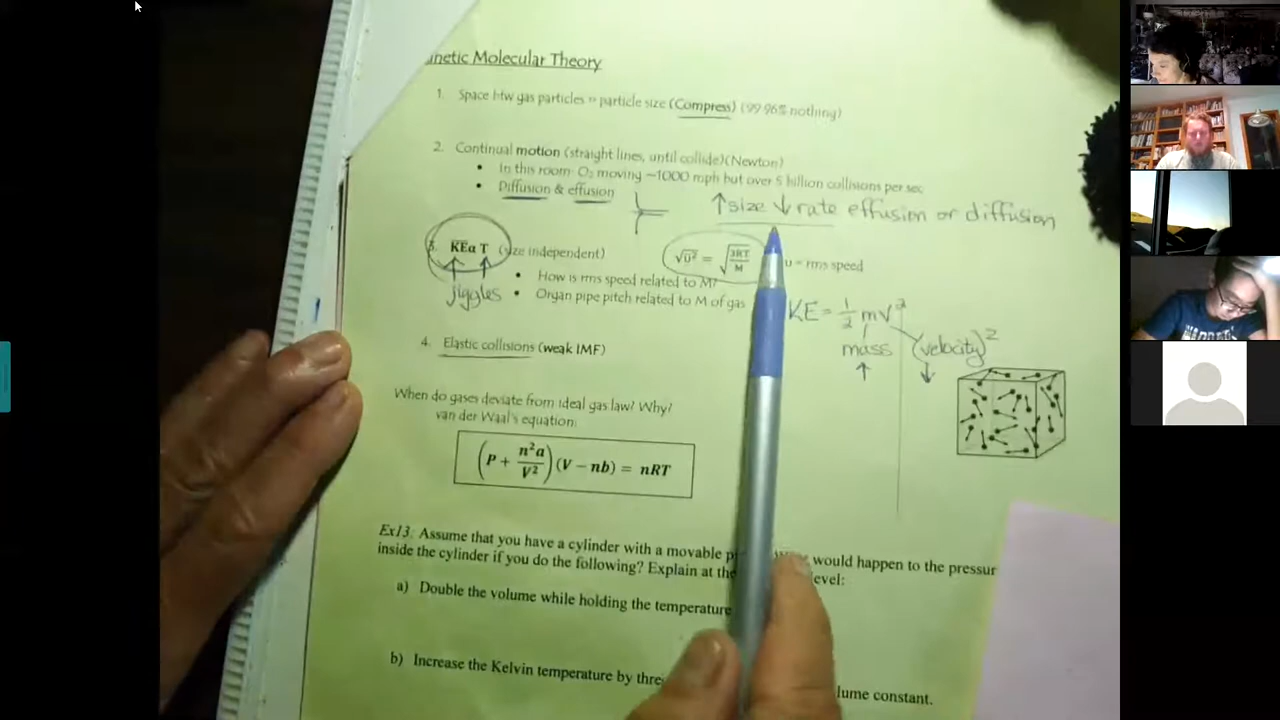 netic Molecular Theory
1. Space btw gas particles >> particle size (Compress) (99.96% nothing)
2. Continual motion (straight lines, until collide)(Newton)
• In this room: O₂ moving ~1000 mph but over 5 billion collisions per sec
• Diffusion & effusion
↑size ↓rate effusion or diffusion
3. KE α T (size independent)
√U² = √3RT/M
u = rms speed
• How is rms speed related to M?
jiggles
• Organ pipe pitch related to M of gas
KE = 1/2 mV²
mass ↑
(velocity)² ↓
4. Elastic collisions (weak IMF)
When do gases deviate from ideal gas law? Why?
van der Waal's equation:
(P + n²a/V²) (V − nb) = nRT
Ex13: Assume that you have a cylinder with a movable would happen to the pressur
inside the cylinder if you do the following? Explain at the level:
a) Double the volume while holding the temperature
b) Increase the Kelvin temperature by thre lume constant.